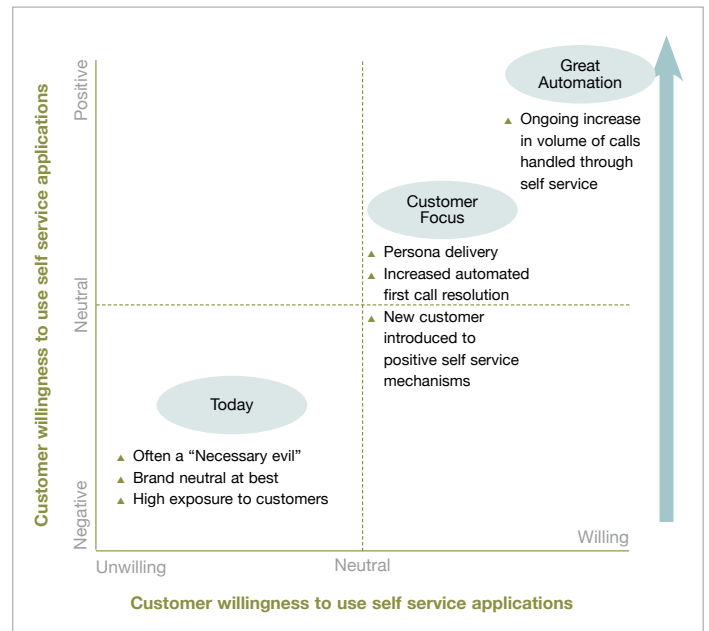 Great
Automation
Ongoing increase
in volume of calls
handled through
self service
Customer
Focus
Persona delivery
Increased automated
first call resolution
New customer
introduced to
positive self service
mechanisms
Today
Often a “Necessary evil”
Brand neutral at best
High exposure to customers
Customer willingness to use self service applications
Positive
Neutral
Negative
Unwilling
Neutral
Willing
Customer willingness to use self service applications